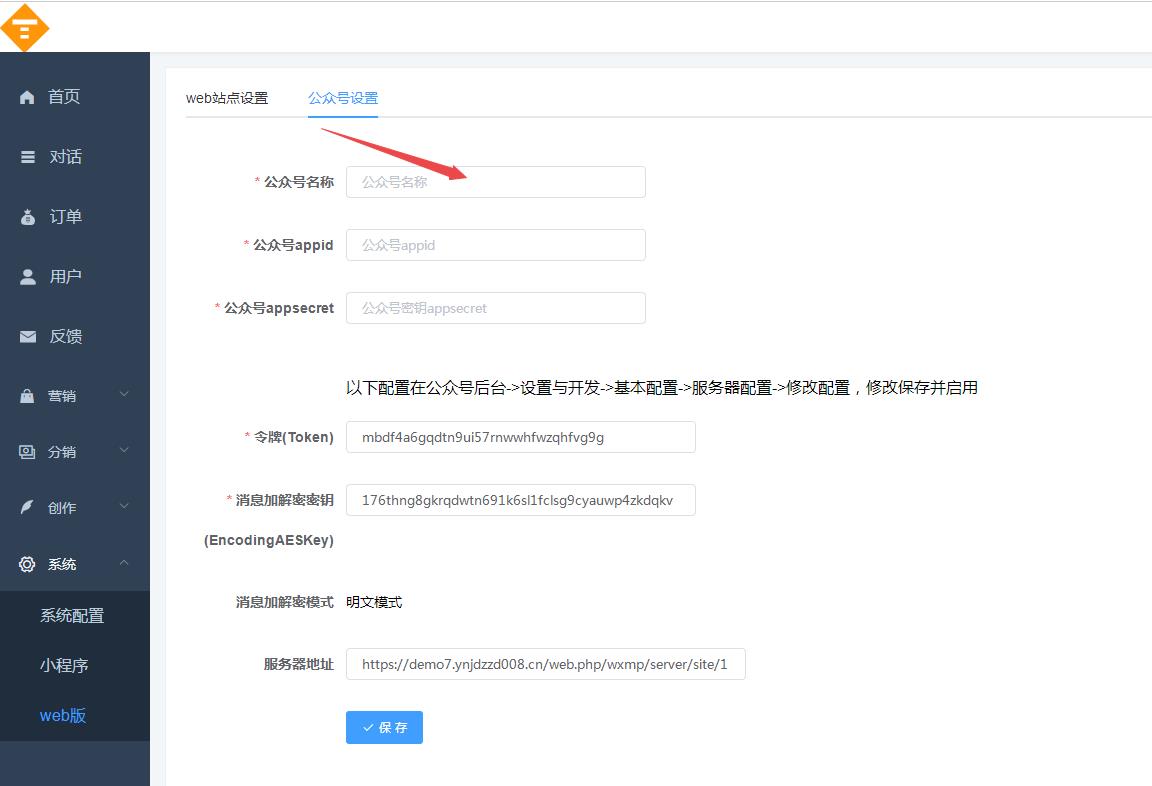 首页
对话
订单
用户
反馈
营销
分销
创作
系统
系统配置
小程序
web版
web站点设置 公众号设置
* 公众号名称 公众号名称
* 公众号appid 公众号appid
* 公众号appsecret 公众号密钥appsecret
以下配置在公众号后台->设置与开发->基本配置->服务器配置->修改配置，修改保存并启用
* 令牌(Token) mbdf4a6gqdtn9ui57rnwwhfwzqhfvg9g
* 消息加解密密钥 176thng8gkrqdwtn691k6sl1fclsg9cyauwp4zkdqkv
(EncodingAESKey)
消息加解密模式 明文模式
服务器地址 https://demo7.ynjdzzd008.cn/web.php/wxmp/server/site/1
保存